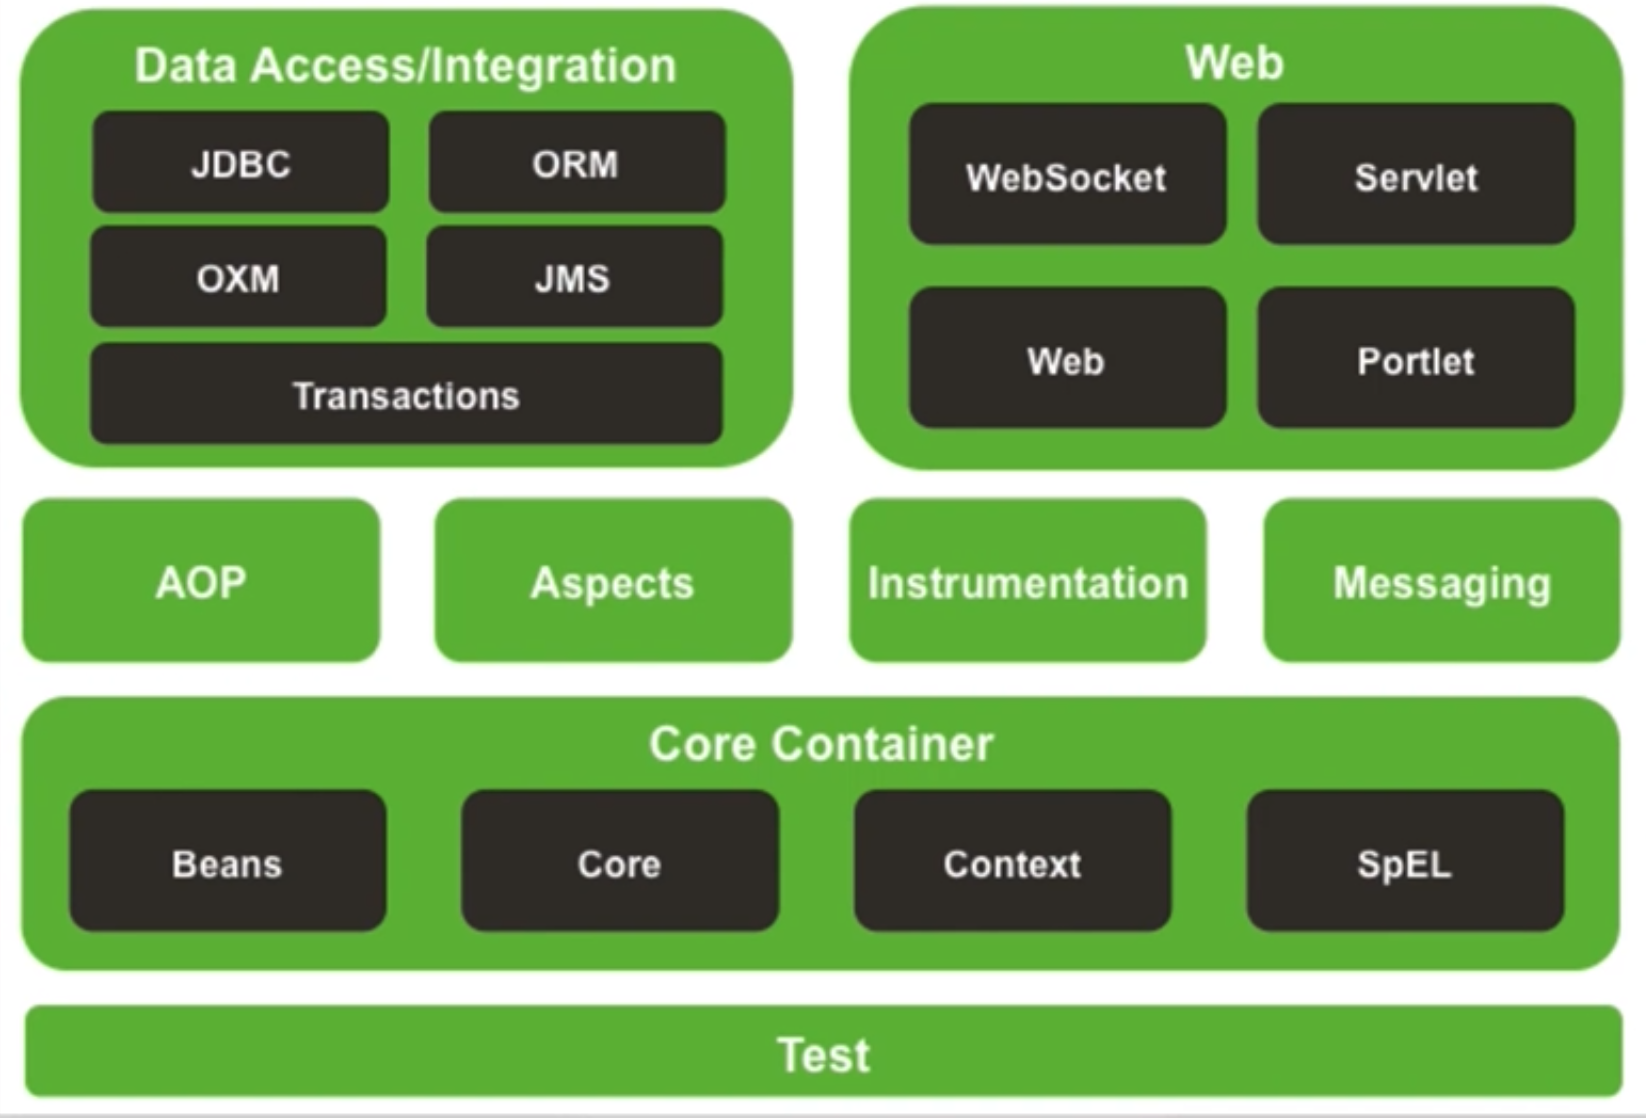 Data Access/Integration
JDBC
ORM
OXM
JMS
Transactions
Web
WebSocket
Servlet
Web
Portlet
AOP
Aspects
Instrumentation
Messaging
Core Container
Beans
Core
Context
SpEL
Test